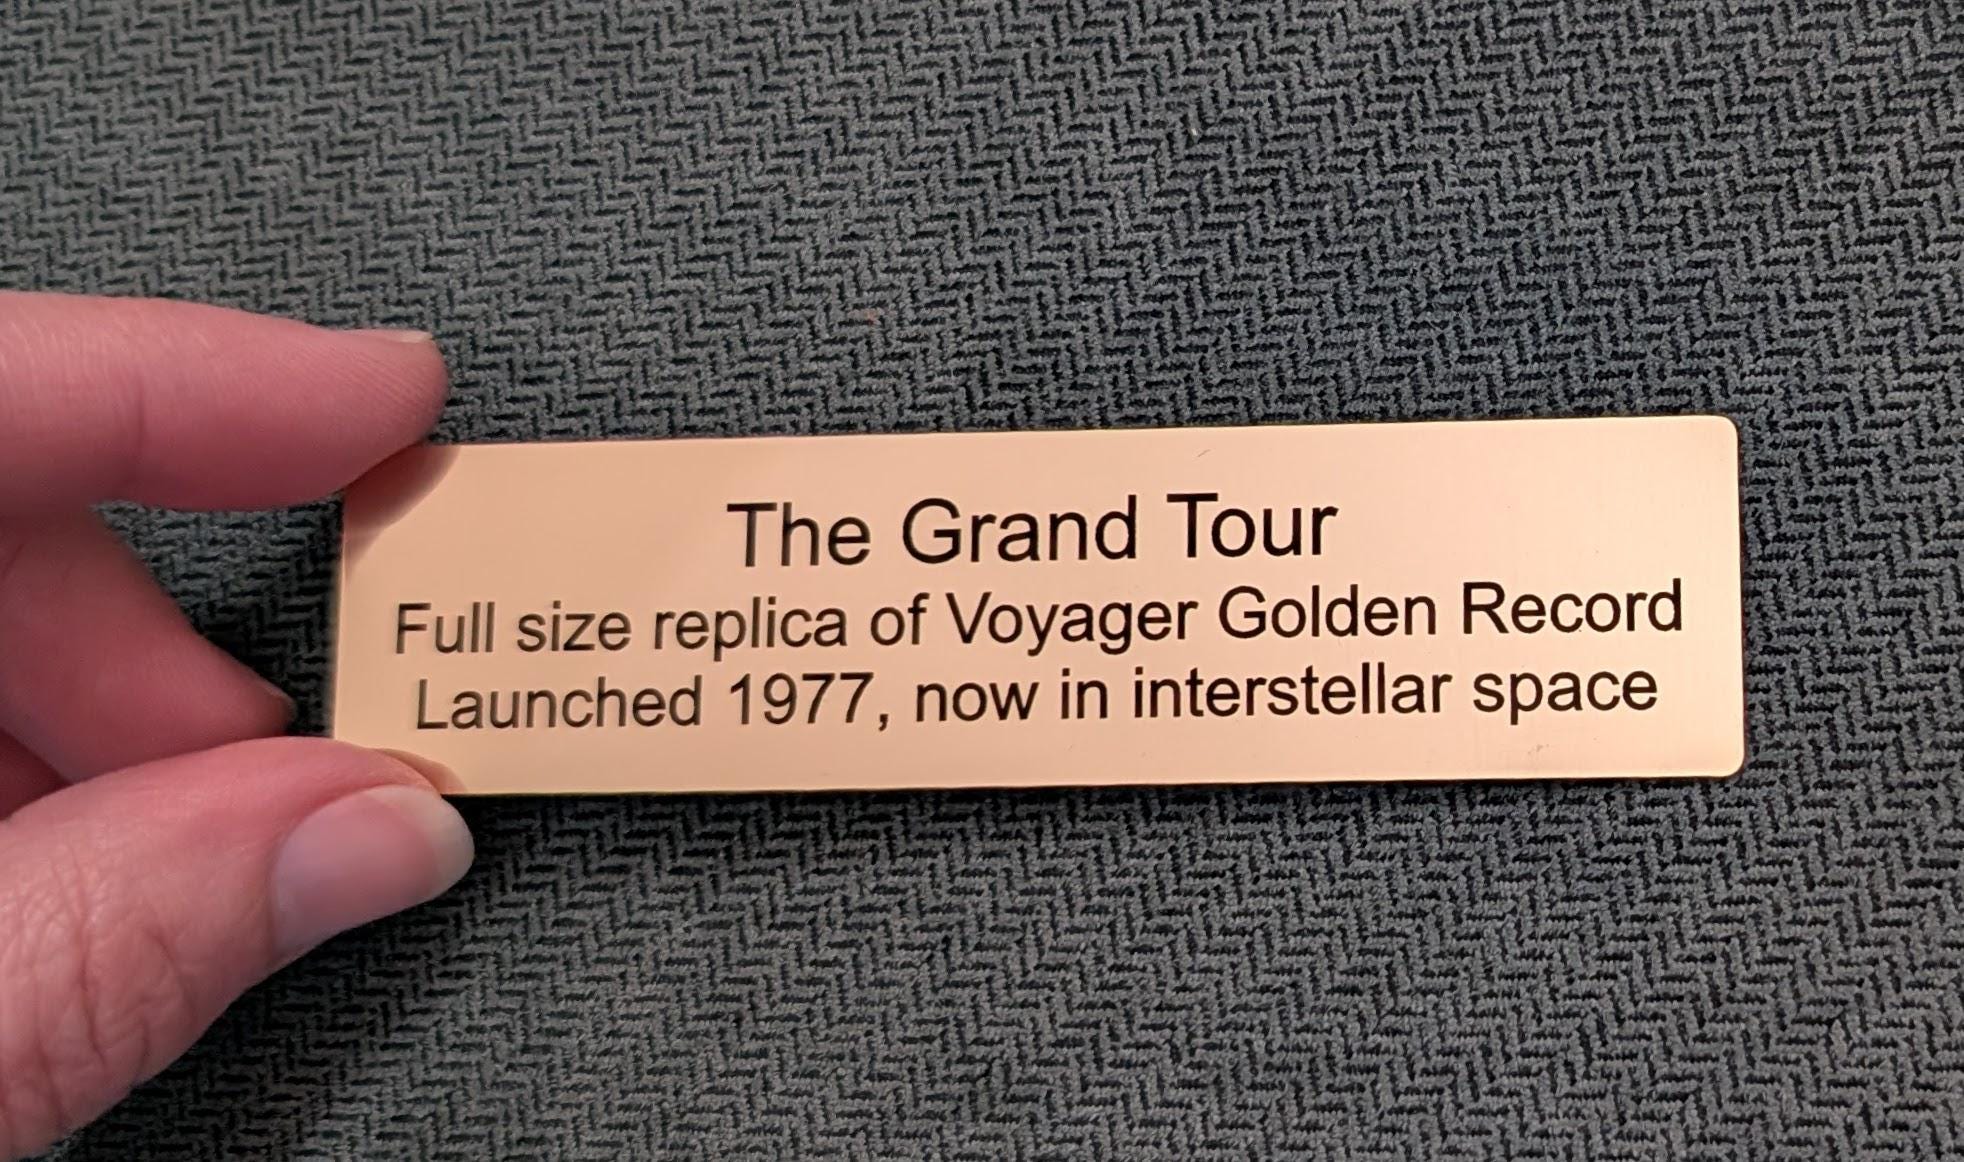 The Grand Tour
Full size replica of Voyager Golden Record
Launched 1977, now in interstellar space